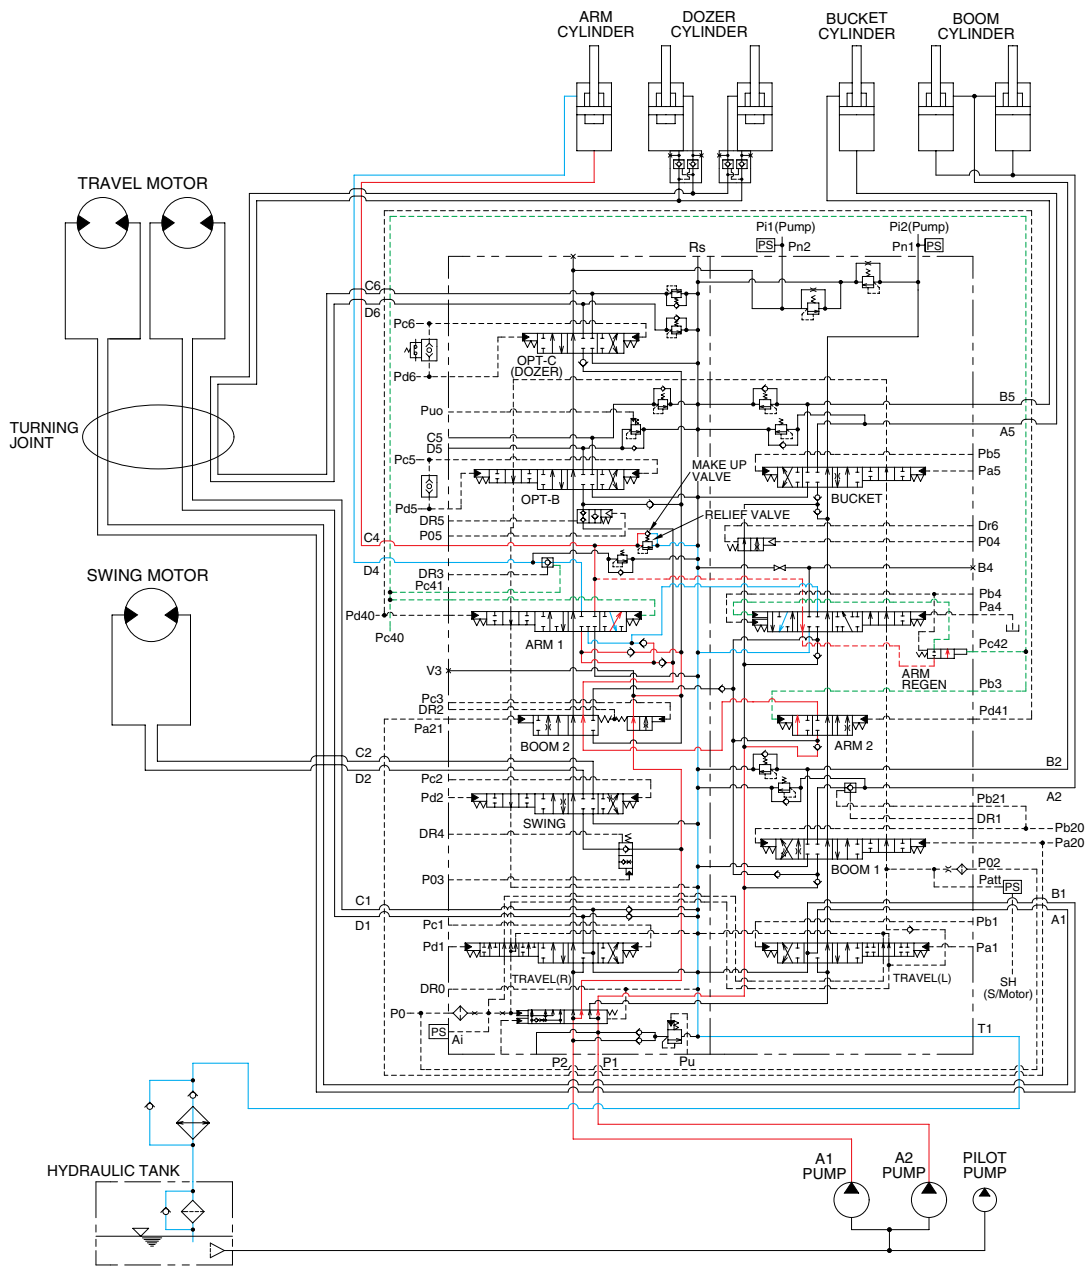 ARM
CYLINDER
DOZER
CYLINDER
BUCKET
CYLINDER
BOOM
CYLINDER
TRAVEL MOTOR
Pi1(Pump)
Pi2(Pump)
PS
Pn2
Pn1
PS
Rs
C6
D6
Pc6
Pd6
OPT-C
(DOZER)
B5
A5
Puo
C5
D5
Pc5
Pd5
OPT-B
MAKE UP
VALVE
RELIEF VALVE
Pb5
Pa5
BUCKET
TURNING
JOINT
DR5
P05
Dr6
P04
C4
D4
DR3
Pc41
B4
SWING MOTOR
Pd40
Pc40
ARM 1
Pb4
Pa4
Pc42
ARM
REGEN
V3
Pb3
Pc3
DR2
Pa21
BOOM 2
ARM 2
Pd41
C2
D2
B2
A2
Pc2
Pd2
SWING
Pb21
DR1
DR4
Pb20
Pa20
BOOM 1
P03
P02
Patt
PS
C1
D1
B1
A1
Pc1
Pd1
Pb1
Pa1
TRAVEL(R)
TRAVEL(L)
SH
(S/Motor)
DR0
P0
PS
Ai
P2
P1
Pu
T1
HYDRAULIC TANK
A1
PUMP
A2
PUMP
PILOT
PUMP